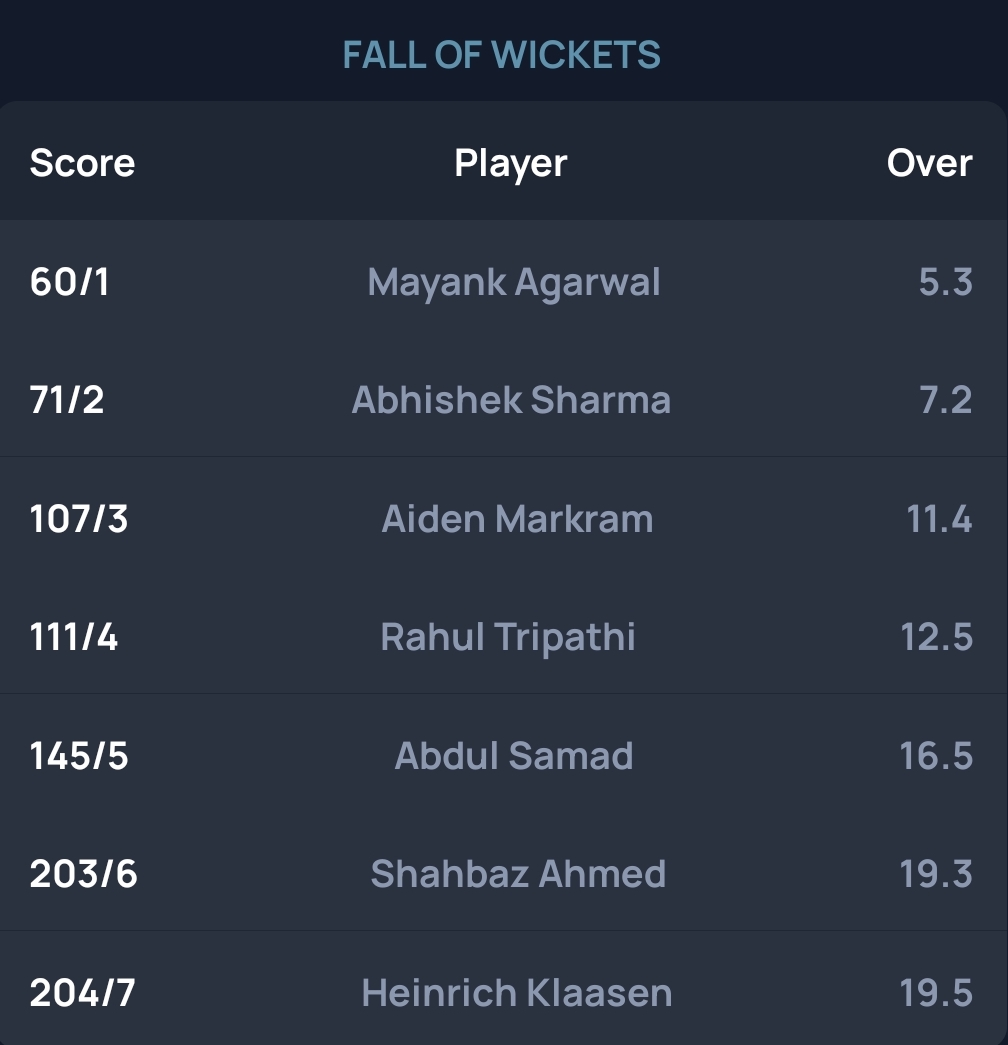 FALL OF WICKETS
Score Player Over
60/1 Mayank Agarwal 5.3
71/2 Abhishek Sharma 7.2
107/3 Aiden Markram 11.4
111/4 Rahul Tripathi 12.5
145/5 Abdul Samad 16.5
203/6 Shahbaz Ahmed 19.3
204/7 Heinrich Klaasen 19.5